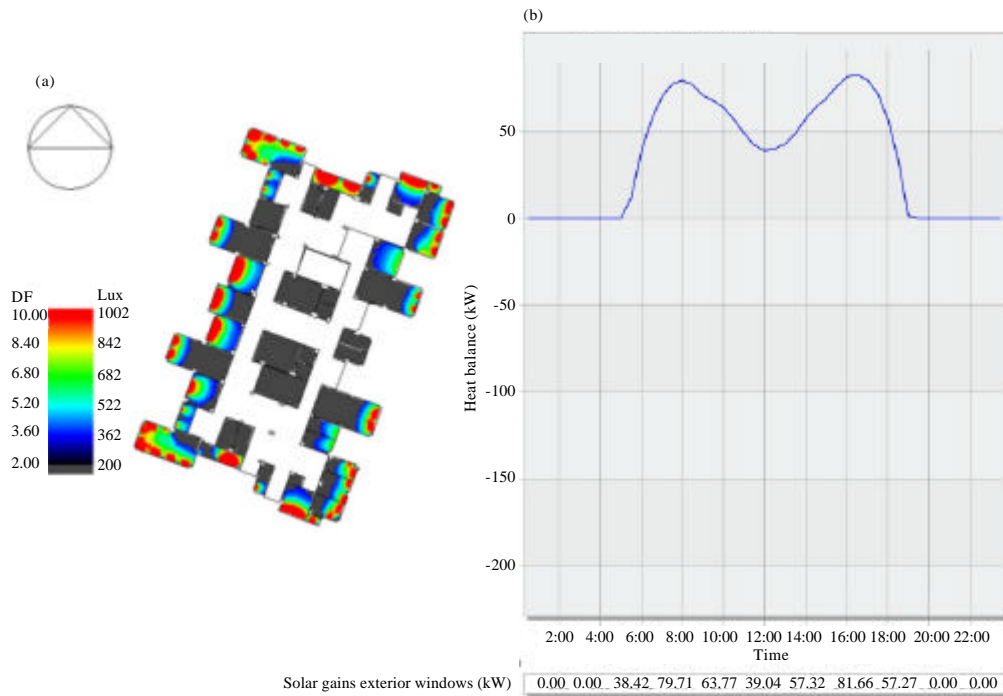 (a)
DF Lux
10.00 1002
8.40 842
6.80 682
5.20 522
3.60 362
2.00 200
(b)
Heat balance (kW)
50
0
-50
-100
-150
-200
2:00 4:00 6:00 8:00 10:00 12:00 14:00 16:00 18:00 20:00 22:00
Time
Solar gains exterior windows (kW) 0.00 0.00 38.42 79.71 63.77 39.04 57.32 81.66 57.27 0.00 0.00